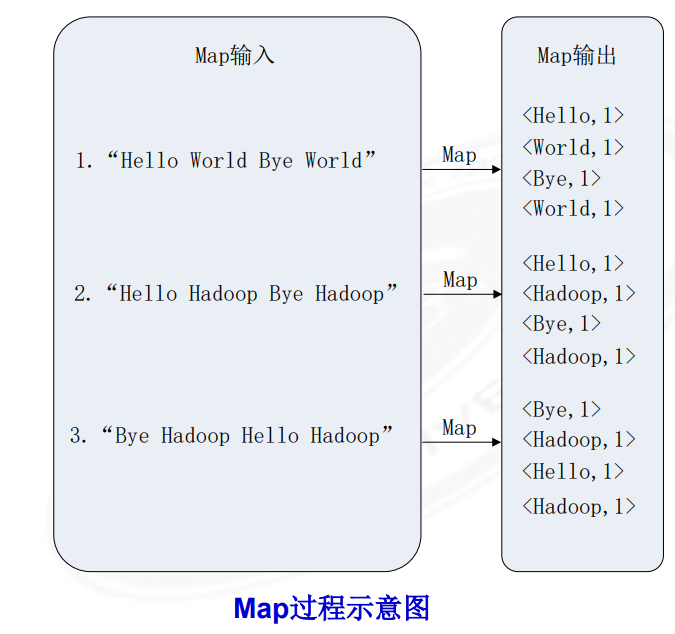 Map输入
Map输出
1. “Hello World Bye World”
Map
<Hello,1>
<World,1>
<Bye,1>
<World,1>
2. “Hello Hadoop Bye Hadoop”
Map
<Hello,1>
<Hadoop,1>
<Bye,1>
<Hadoop,1>
3. “Bye Hadoop Hello Hadoop”
Map
<Bye,1>
<Hadoop,1>
<Hello,1>
<Hadoop,1>
Map过程示意图